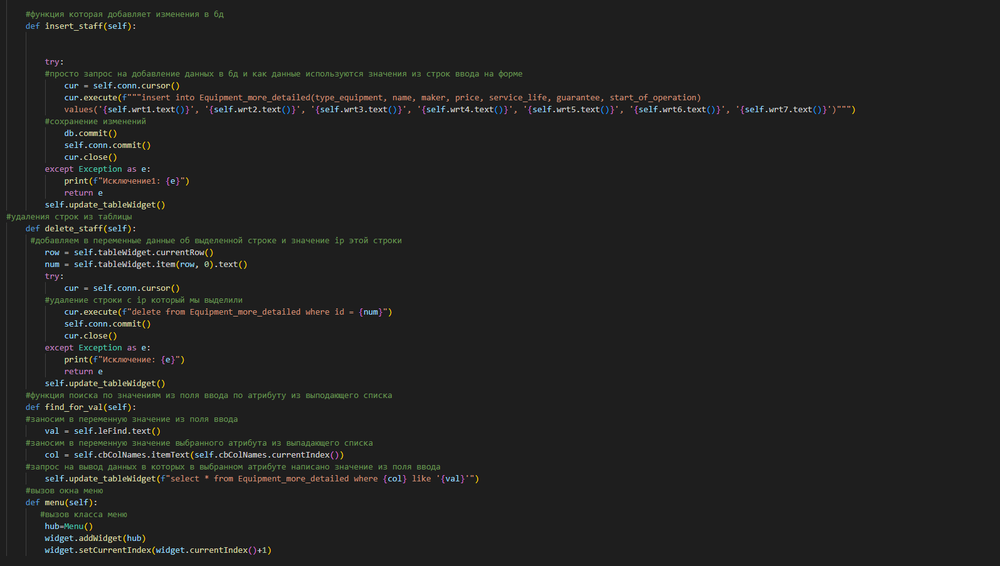 #функция которая добавляет изменения в бд
def insert_staff(self):
try:
#просто запрос на добавление данных в бд и как данные используются значения из строк ввода на форме
cur = self.conn.cursor()
cur.execute(f"""insert into Equipment_more_detailed(type_equipment, name, maker, price, service_life, guarantee, start_of_operation)
values('{self.wrt1.text()}', '{self.wrt2.text()}', '{self.wrt3.text()}', '{self.wrt4.text()}', '{self.wrt5.text()}', '{self.wrt6.text()}', '{self.wrt7.text()}')""")
#сохранение изменений
db.commit()
self.conn.commit()
cur.close()
except Exception as e:
print(f"Исключение1: {e}")
return e
self.update_tableWidget()
#удаления строк из таблицы
def delete_staff(self):
#добавляем в переменные данные об выделенной строке и значение ip этой строки
row = self.tableWidget.currentRow()
num = self.tableWidget.item(row, 0).text()
try:
cur = self.conn.cursor()
#удаление строки с ip который мы выделили
cur.execute(f"delete from Equipment_more_detailed where id = {num}")
self.conn.commit()
cur.close()
except Exception as e:
print(f"Исключение: {e}")
return e
self.update_tableWidget()
#функция поиска по значениям из поля ввода по атрибуту из выподающего списка
def find_for_val(self):
#заносим в переменную значение из поля ввода
val = self.leFind.text()
#заносим в переменную значение выбранного атрибута из выпадающего списка
col = self.cbColNames.itemText(self.cbColNames.currentIndex())
#запрос на вывод данных в которых в выбранном атрибуте написано значение из поля ввода
self.update_tableWidget(f"select * from Equipment_more_detailed where {col} like '{val}'")
#вызов окна меню
def menu(self):
#вызов класса меню
hub=Menu()
widget.addWidget(hub)
widget.setCurrentIndex(widget.currentIndex()+1)